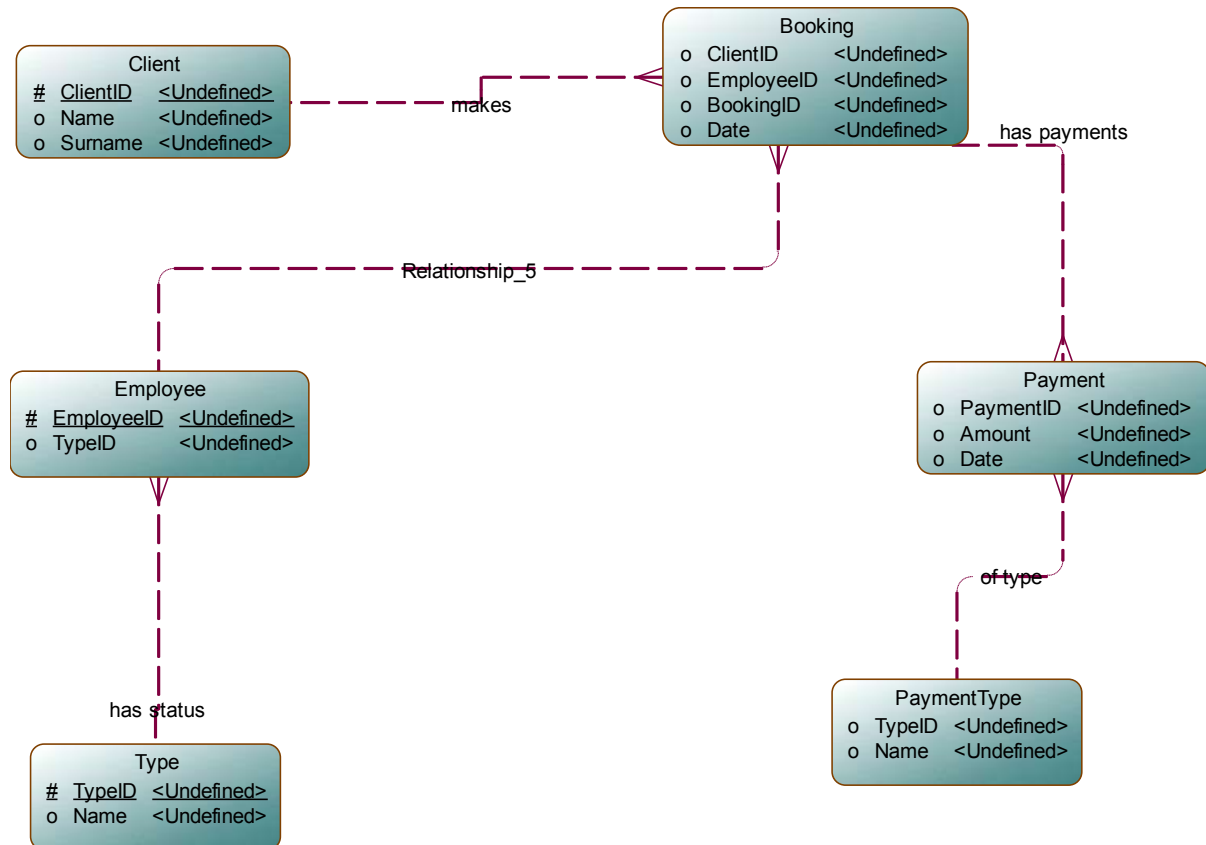 Client
# ClientID <Undefined>
o Name <Undefined>
o Surname <Undefined>
makes
Booking
o ClientID <Undefined>
o EmployeeID <Undefined>
o BookingID <Undefined>
o Date <Undefined>
has payments
Relationship_5
Employee
# EmployeeID <Undefined>
o TypeID <Undefined>
Payment
o PaymentID <Undefined>
o Amount <Undefined>
o Date <Undefined>
of type
has status
Type
# TypeID <Undefined>
o Name <Undefined>
PaymentType
o TypeID <Undefined>
o Name <Undefined>